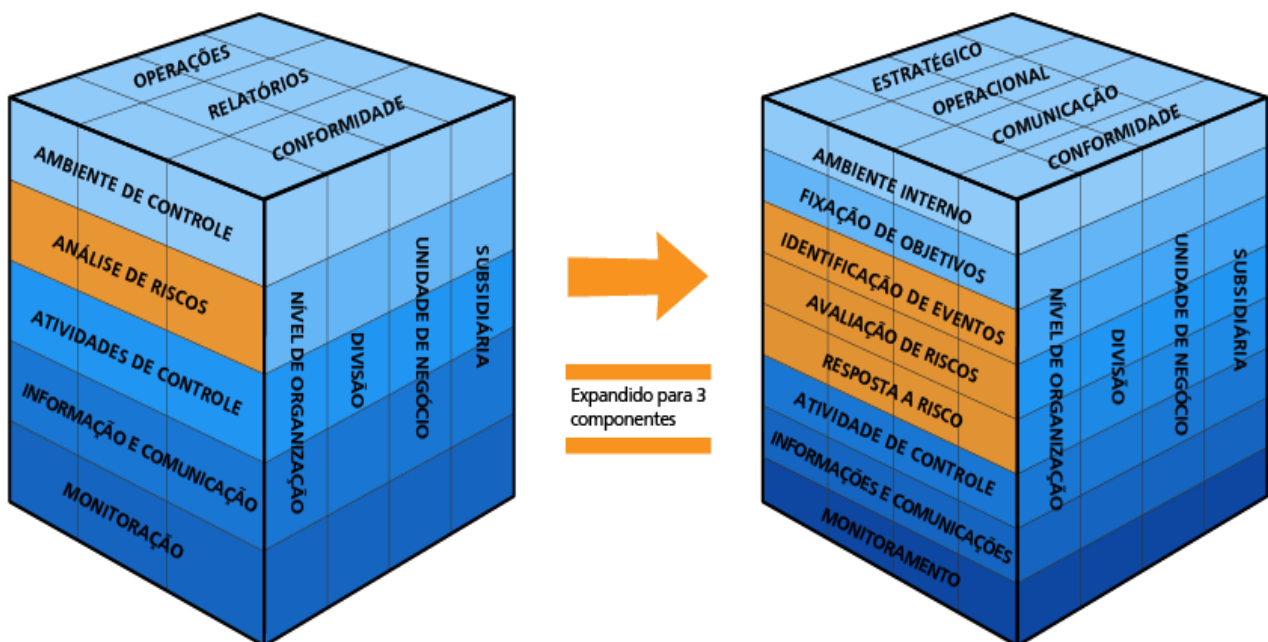 OPERAÇÕES
RELATÓRIOS
CONFORMIDADE
AMBIENTE DE CONTROLE
ANÁLISE DE RISCOS
ATIVIDADES DE CONTROLE
INFORMAÇÃO E COMUNICAÇÃO
MONITORAÇÃO
NÍVEL DE ORGANIZAÇÃO
DIVISÃO
UNIDADE DE NEGÓCIO
SUBSIDIÁRIA
Expandido para 3
componentes
ESTRATÉGICO
OPERACIONAL
COMUNICAÇÃO
CONFORMIDADE
AMBIENTE INTERNO
FIXAÇÃO DE OBJETIVOS
IDENTIFICAÇÃO DE EVENTOS
AVALIAÇÃO DE RISCOS
RESPOSTA A RISCO
ATIVIDADE DE CONTROLE
INFORMAÇÕES E COMUNICAÇÕES
MONITORAMENTO
NÍVEL DE ORGANIZAÇÃO
DIVISÃO
UNIDADE DE NEGÓCIO
SUBSIDIÁRIA